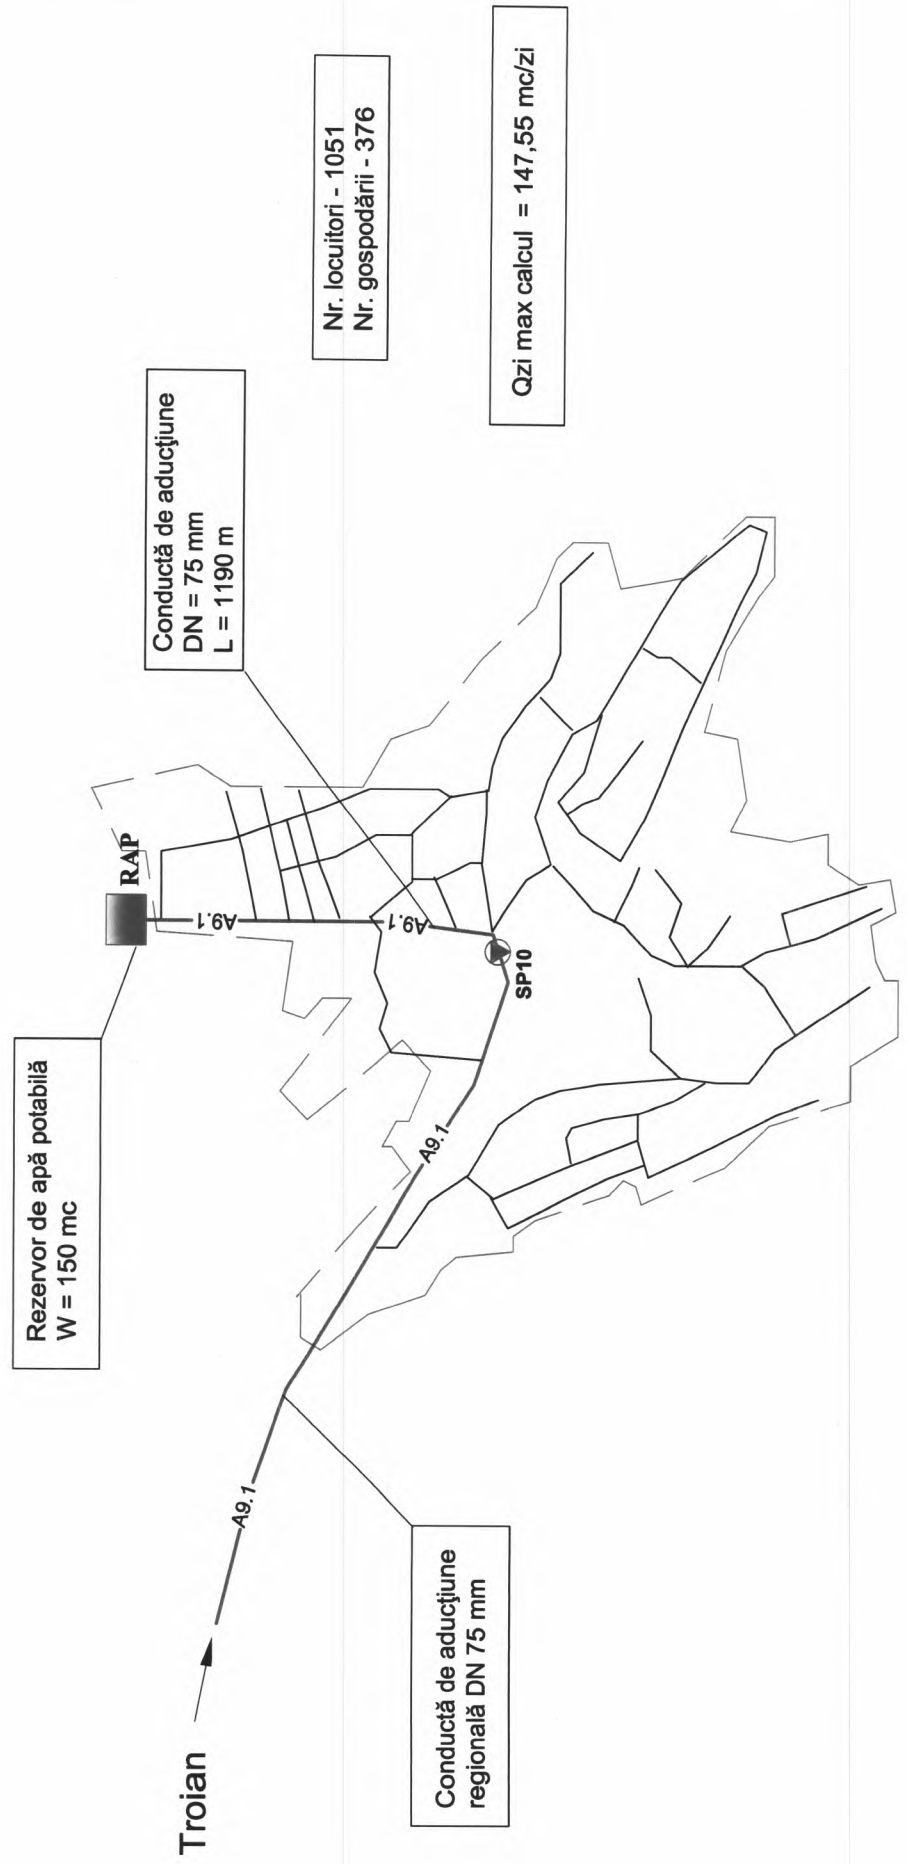 Troian
A9.1
Conductă de aducțiune
regională DN 75 mm
Rezervor de apă potabilă
W = 150 mc
A9.1
SP10
A9.1
A9.1
RAP
Conductă de aducțiune
DN = 75 mm
L = 1190 m
Nr. locuitori - 1051
Nr. gospodării - 376
Qzi max calcul = 147,55 mc/zi